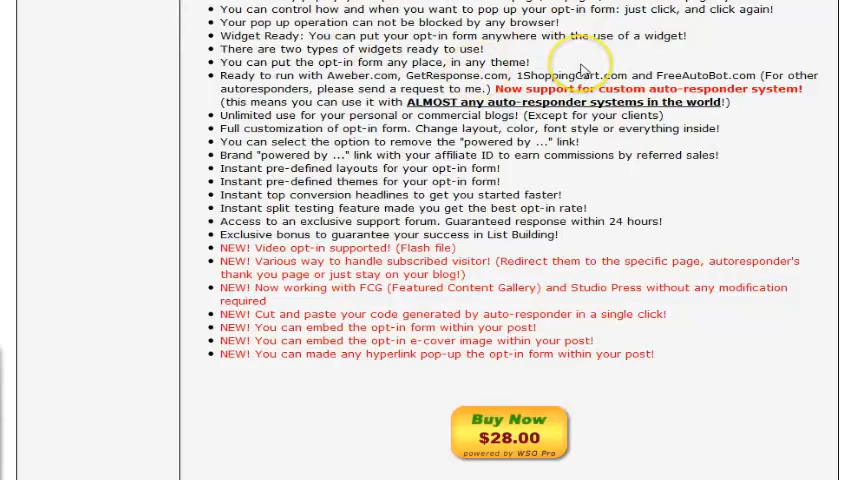 You can control how and when you want to pop up your opt-in form: just click, and click again!
Your pop up operation can not be blocked by any browser!
Widget Ready: You can put your opt-in form anywhere with the use of a widget!
There are two types of widgets ready to use!
You can put the opt-in form any place, in any theme!
Ready to run with Aweber.com, GetResponse.com, 1ShoppingCart.com and FreeAutoBot.com (For other
autoresponders, please send a request to me.) Now support for custom auto-responder system!
(this means you can use it with ALMOST any auto-responder systems in the world!)
Unlimited use for your personal or commercial blogs! (Except for your clients)
Full customization of opt-in form. Change layout, color, font style or everything inside!
You can select the option to remove the "powered by ..." link!
Brand "powered by ..." link with your affiliate ID to earn commissions by referred sales!
Instant pre-defined layouts for your opt-in form!
Instant pre-defined themes for your opt-in form!
Instant top conversion headlines to get you started faster!
Instant split testing feature made you get the best opt-in rate!
Access to an exclusive support forum. Guaranteed response within 24 hours!
Exclusive bonus to guarantee your success in List Building!
NEW! Video opt-in supported! (Flash file)
NEW! Various way to handle subscribed visitor! (Redirect them to the specific page, autoresponder's
thank you page or just stay on your blog!)
NEW! Now working with FCG (Featured Content Gallery) and Studio Press without any modification
required
NEW! Cut and paste your code generated by auto-responder in a single click!
NEW! You can embed the opt-in form within your post!
NEW! You can embed the opt-in e-cover image within your post!
NEW! You can made any hyperlink pop-up the opt-in form within your post!
Buy Now
$28.00
powered by WSO Pro